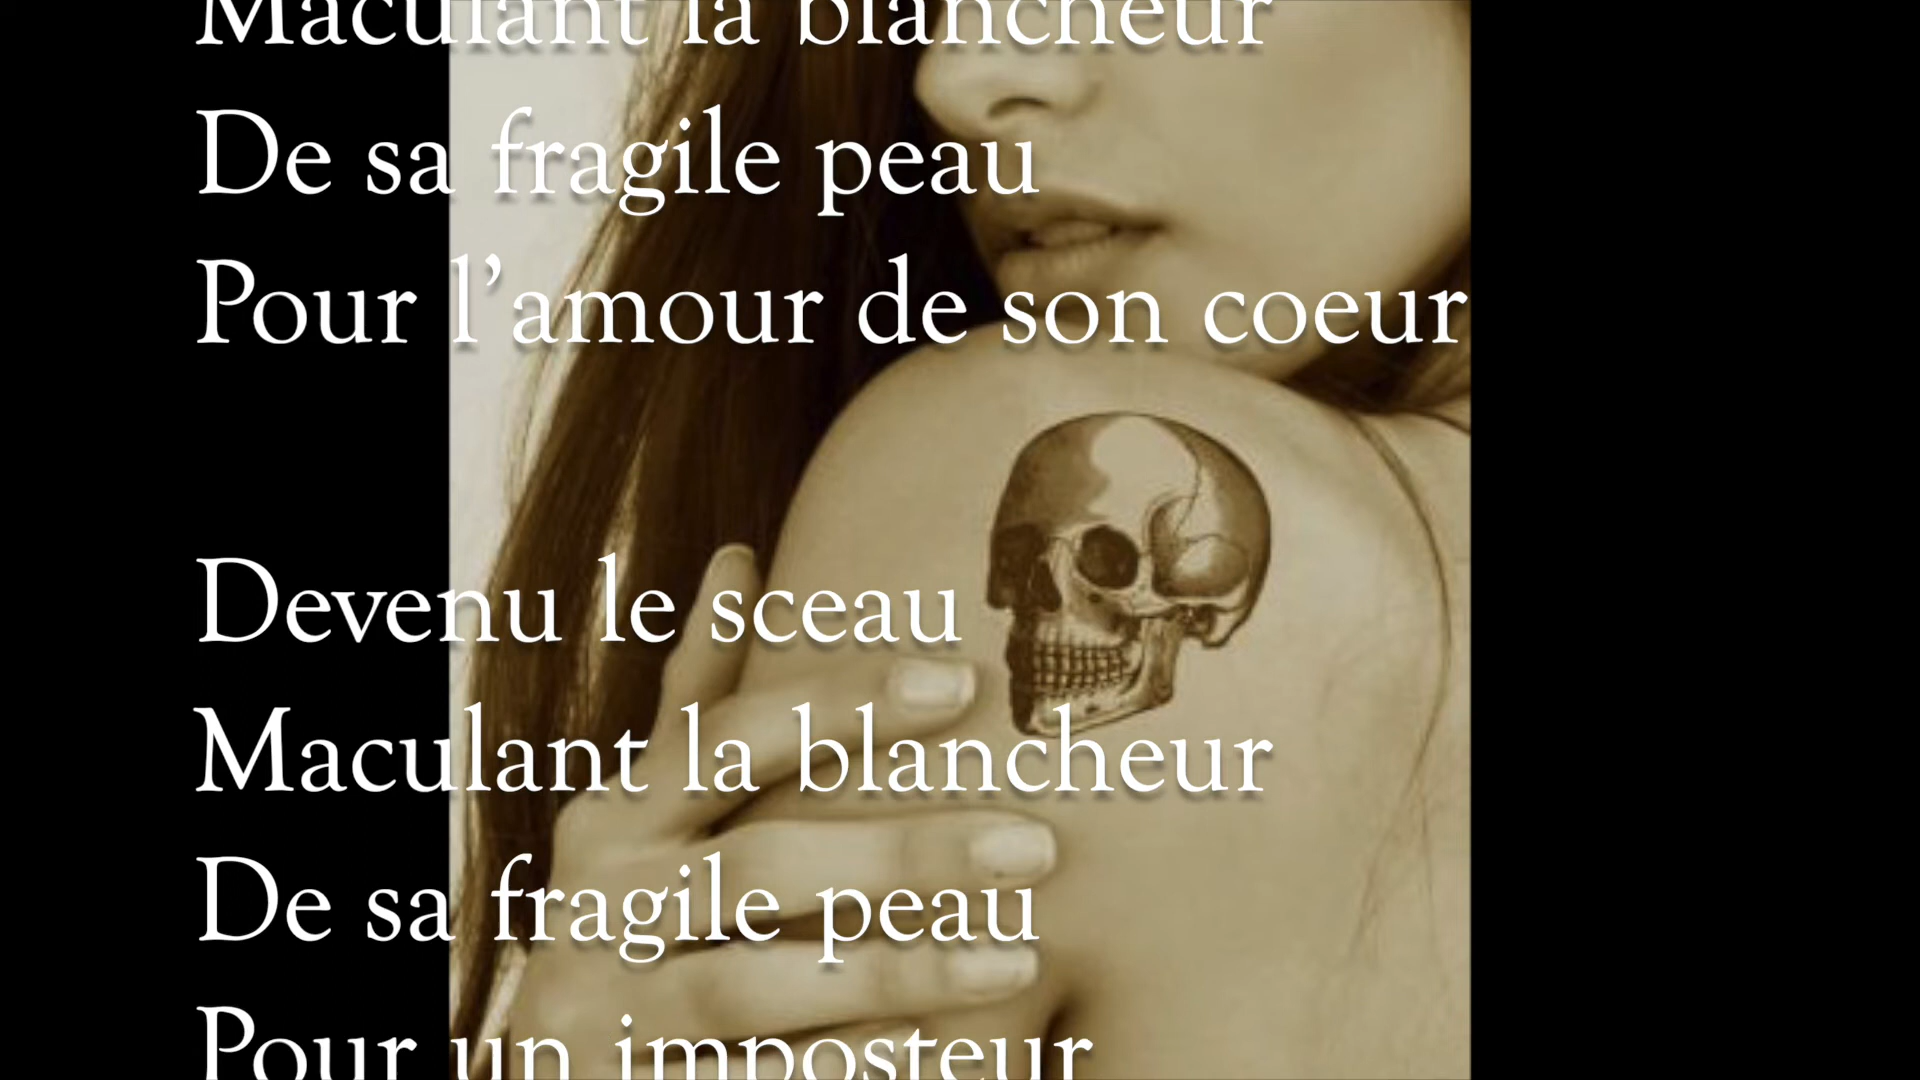 Maculant la blancheur
De sa fragile peau
Pour l’amour de son coeur
Devenu le sceau
Maculant la blancheur
De sa fragile peau
Pour un imposteur